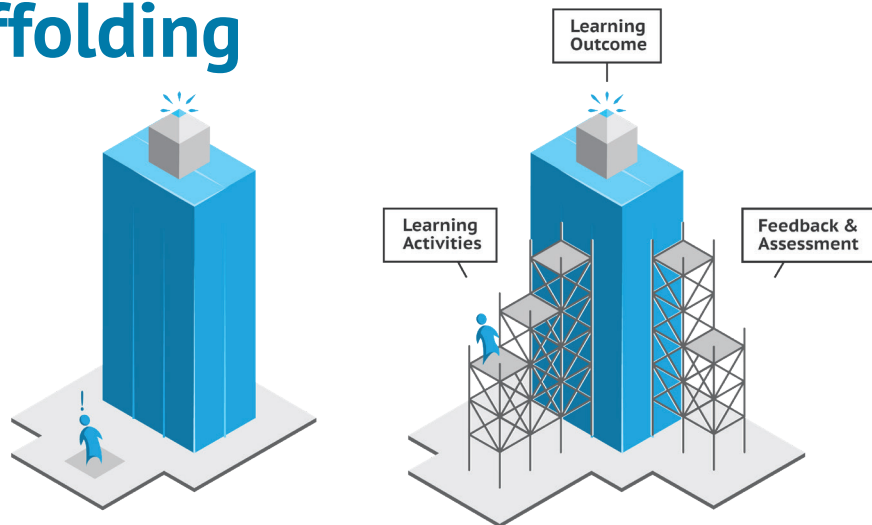 ffolding
Learning
Outcome
Learning
Activities
Feedback &
Assessment
!